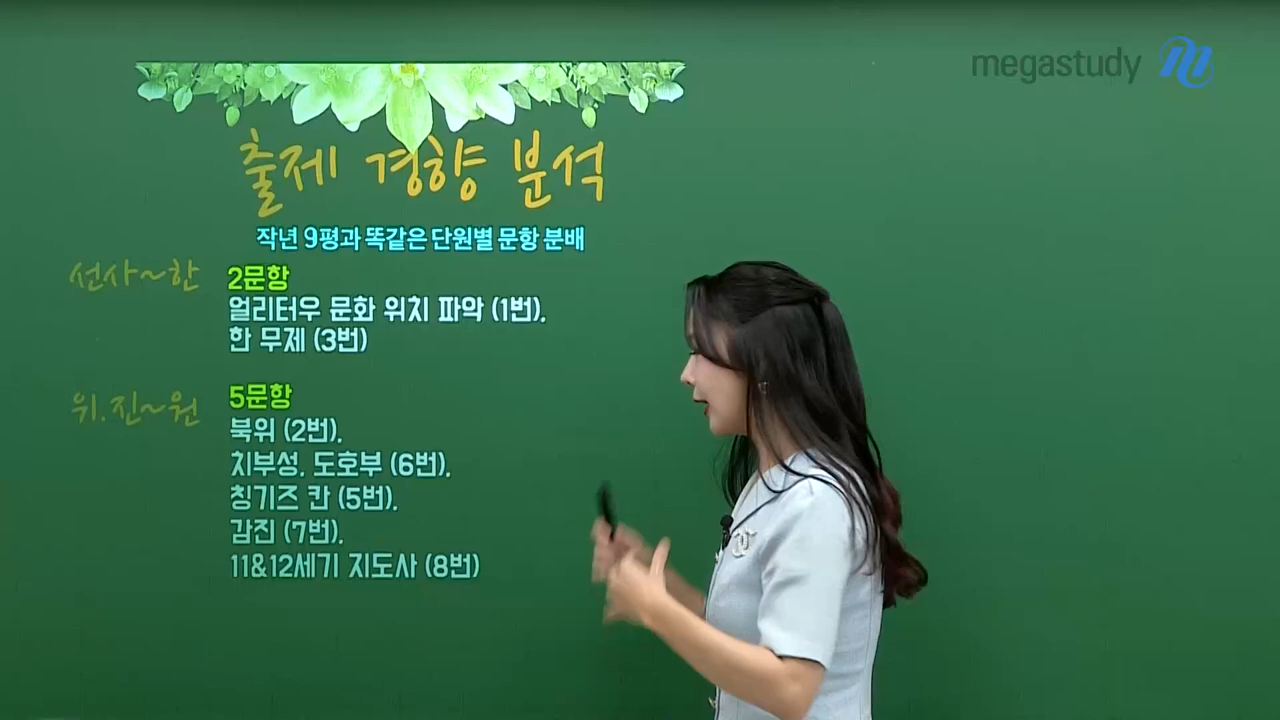 megastudy
출제 경향 분석
작년 9평과 똑같은 단원별 문항 분배
선사~한
2문항
얼리터우 문화 위치 파악 (1번),
한 무제 (3번)
위.진~원
5문항
북위 (2번),
치부성, 도호부 (6번),
칭기즈 칸 (5번),
감진 (7번),
11&12세기 지도사 (8번)